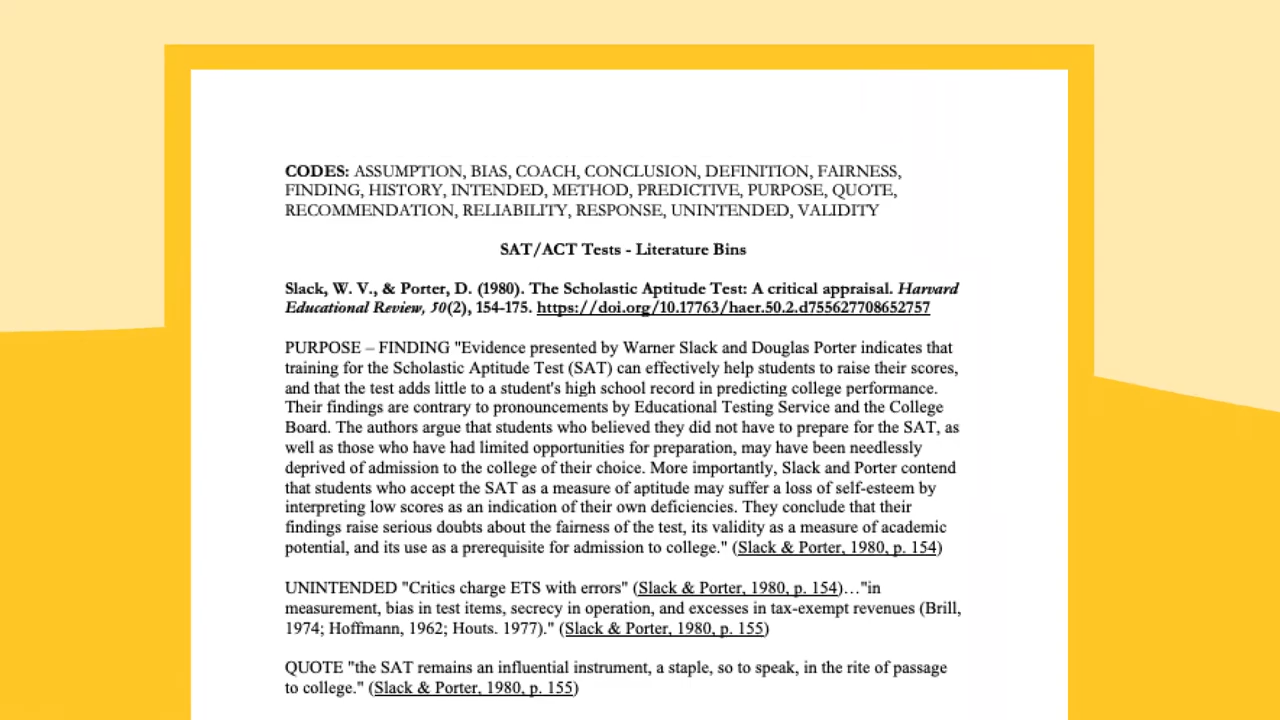 CODES: ASSUMPTION, BIAS, COACH, CONCLUSION, DEFINITION, FAIRNESS,
FINDING, HISTORY, INTENDED, METHOD, PREDICTIVE, PURPOSE, QUOTE,
RECOMMENDATION, RELIABILITY, RESPONSE, UNINTENDED, VALIDITY
SAT/ACT Tests - Literature Bins
Slack, W. V., & Porter, D. (1980). The Scholastic Aptitude Test: A critical appraisal. Harvard
Educational Review, 50(2), 154-175. https://doi.org/10.17763/haer.50.2.d755627708652757
PURPOSE – FINDING "Evidence presented by Warner Slack and Douglas Porter indicates that
training for the Scholastic Aptitude Test (SAT) can effectively help students to raise their scores,
and that the test adds little to a student's high school record in predicting college performance.
Their findings are contrary to pronouncements by Educational Testing Service and the College
Board. The authors argue that students who believed they did not have to prepare for the SAT, as
well as those who have had limited opportunities for preparation, may have been needlessly
deprived of admission to the college of their choice. More importantly, Slack and Porter contend
that students who accept the SAT as a measure of aptitude may suffer a loss of self-esteem by
interpreting low scores as an indication of their own deficiencies. They conclude that their
findings raise serious doubts about the fairness of the test, its validity as a measure of academic
potential, and its use as a prerequisite for admission to college." (Slack & Porter, 1980, p. 154)
UNINTENDED "Critics charge ETS with errors" (Slack & Porter, 1980, p. 154)…"in
measurement, bias in test items, secrecy in operation, and excesses in tax-exempt revenues (Brill,
1974; Hoffmann, 1962; Houts. 1977)." (Slack & Porter, 1980, p. 155)
QUOTE "the SAT remains an influential instrument, a staple, so to speak, in the rite of passage
to college." (Slack & Porter, 1980, p. 155)